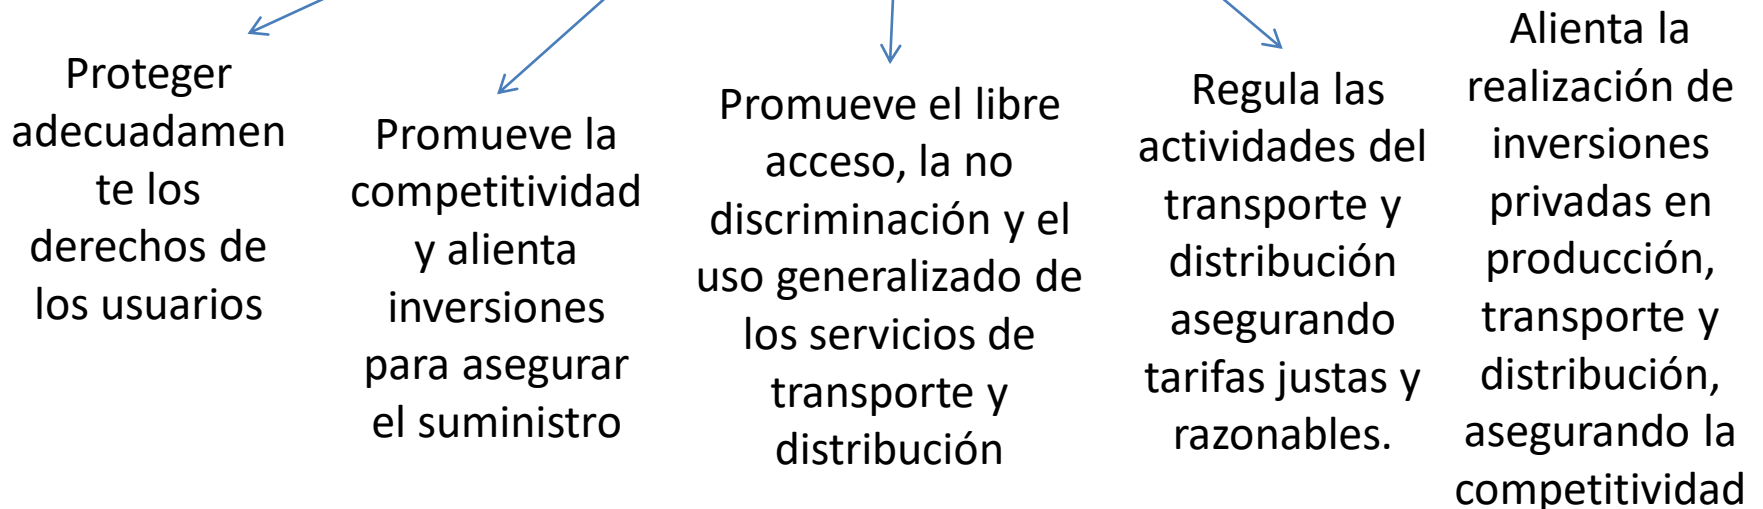 Proteger
adecuadamen
te los
derechos de
los usuarios
Promueve la
competitividad
y alienta
inversiones
para asegurar
el suministro
Promueve el libre
acceso, la no
discriminación y el
uso generalizado de
los servicios de
transporte y
distribución
Regula las
actividades del
transporte y
distribución
asegurando
tarifas justas y
razonables.
Alienta la
realización de
inversiones
privadas en
producción,
transporte y
distribución,
asegurando la
competitividad